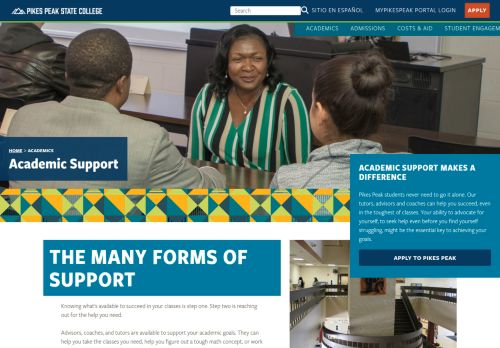 PIKES PEAK STATE COLLEGE
Search
SITIO EN ESPAÑOL
MYPIKESPEAK PORTAL LOGIN
APPLY
ACADEMICS
ADMISSIONS
COSTS & AID
STUDENT ENGAGEM
HOME > ACADEMICS
Academic Support
ACADEMIC SUPPORT MAKES A
DIFFERENCE
Pikes Peak students never need to go it alone. Our
tutors, advisors and coaches can help you succeed, even
in the toughest of classes. Your ability to advocate for
yourself, to seek help even before you find yourself
struggling, might be the essential key to achieving your
goals.
APPLY TO PIKES PEAK
THE MANY FORMS OF
SUPPORT
Knowing what's available to succeed in your classes is step one. Step two is reaching
out for the help you need.
Advisors, coaches, and tutors are available to support your academic goals. They can
help you take the classes you need, help you figure out a tough math concept, or work